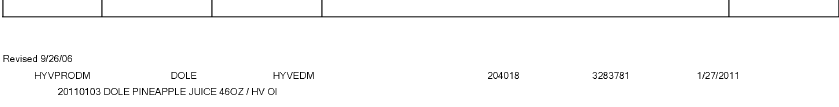 Revised 9/26/06
HYVPRODM DOLE HYVEDM 204018 3283781 1/27/2011
20110103 DOLE PINEAPPLE JUICE 46OZ / HV OI